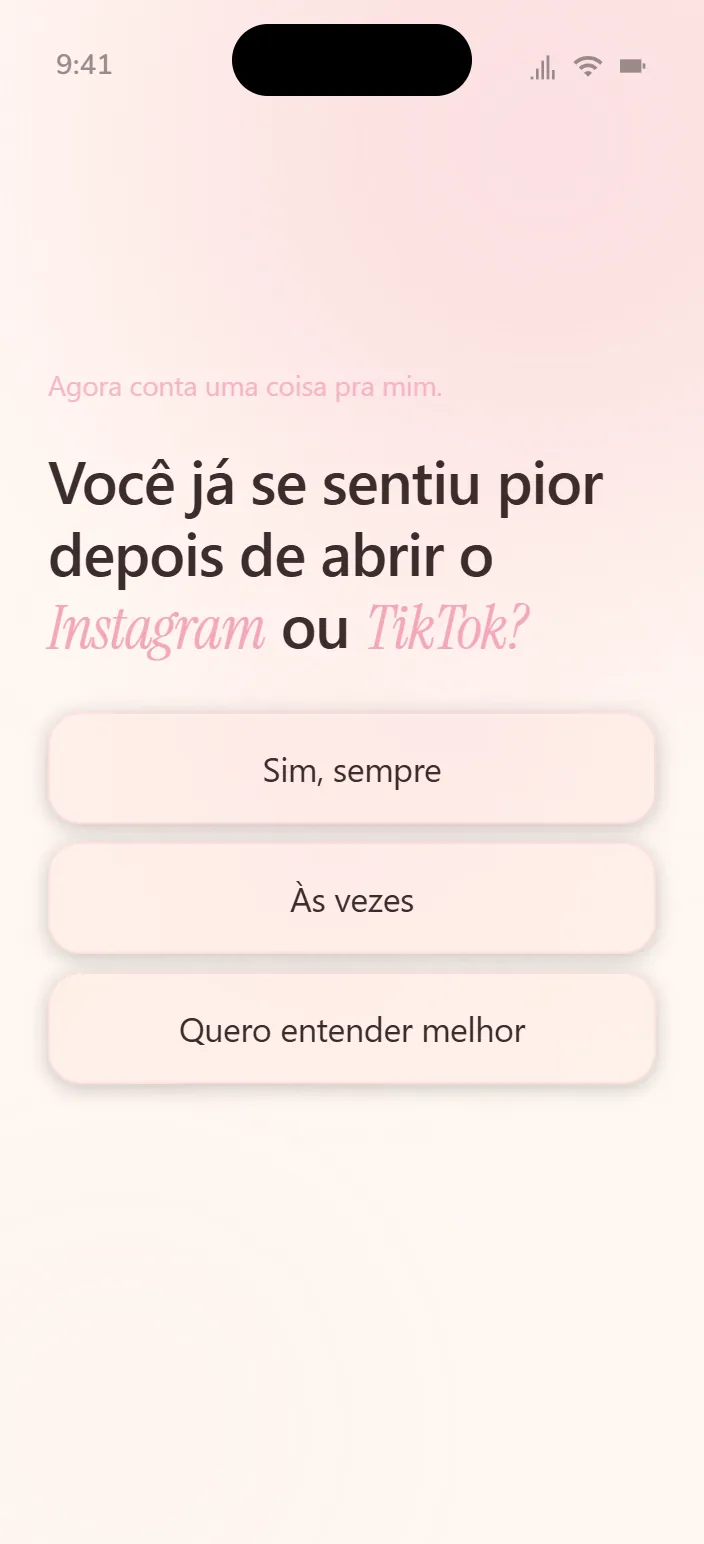 9:41
Agora conta uma coisa pra mim.
Você já se sentiu pior
depois de abrir o
Instagram ou TikTok?
Sim, sempre
Às vezes
Quero entender melhor